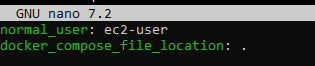 GNU nano 7.2
normal_user: ec2-user
docker_compose_file_location: .